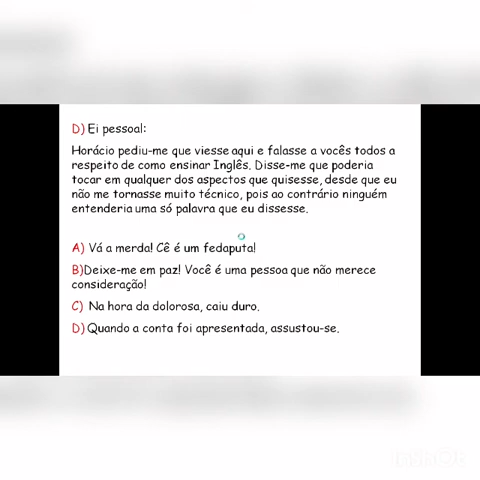 D) Ei pessoal:
Horácio pediu-me que viesse aqui e falasse a vocês todos a
respeito de como ensinar Inglês. Disse-me que poderia
tocar em qualquer dos aspectos que quisesse, desde que eu
não me tornasse muito técnico, pois ao contrário ninguém
entenderia uma só palavra que eu dissesse.
A) Vá a merda! Cê é um fedaputa!
B)Deixe-me em paz! Você é uma pessoa que não merece
consideração!
C) Na hora da dolorosa, caiu duro.
D) Quando a conta foi apresentada, assustou-se.